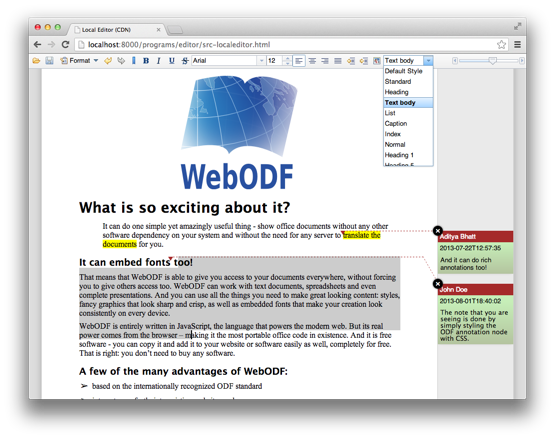 Local Editor (CDN)
localhost:8000/programs/editor/src-localeditor.html
Format
B I U S
Arial
12
Text body
Default Style
Standard
Heading
Text body
List
Caption
Index
Normal
Heading 1
Heading 5
WebODF
What is so exciting about it?
It can do one simple yet amazingly useful thing - show office documents without any other
software dependency on your system and without the need for any server to translate the
documents for you.
It can embed fonts too!
That means that WebODF is able to give you access to your documents everywhere, without forcing
you to give others access too. WebODF can work with text documents, spreadsheets and even
complete presentations. And you can use all the things you need to make great looking content: styles,
fancy graphics that look sharp and crisp, as well as embedded fonts that make your creation look
consistently on every device.
WebODF is entirely written in JavaScript, the language that powers the modern web. But its real
power comes from the browser – making it the most portable office code in existence. And it is free
software - you can copy it and add it to your website or software easily as well, completely for free.
That is right: you don't need to buy any software.
A few of the many advantages of WebODF:
➢ based on the internationally recognized ODF standard
Aditya Bhatt
2013-07-22T12:57:35
And it can do rich
annotations too!
John Doe
2013-08-01T18:40:02
The note that you are
seeing is done by
simply styling the
ODF annotation node
with CSS.